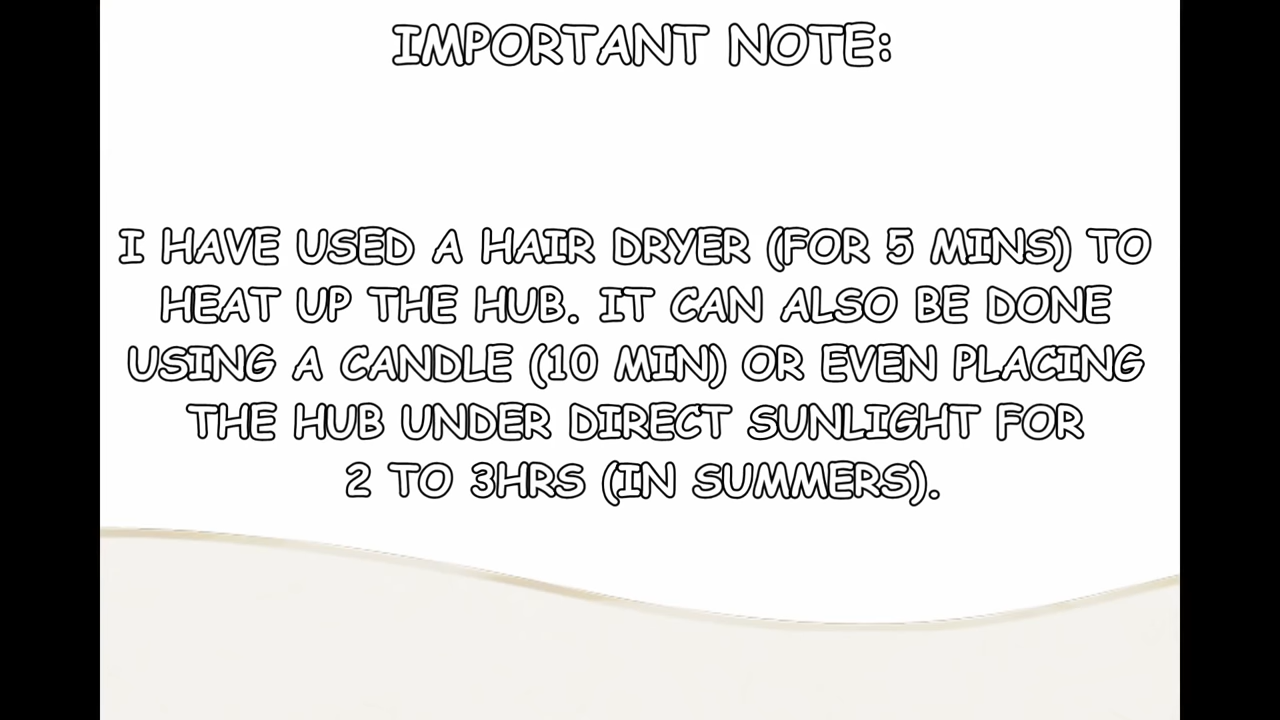 IMPORTANT NOTE:
I HAVE USED A HAIR DRYER (FOR 5 MINS) TO
HEAT UP THE HUB. IT CAN ALSO BE DONE
USING A CANDLE (10 MIN) OR EVEN PLACING
THE HUB UNDER DIRECT SUNLIGHT FOR
2 TO 3HRS (IN SUMMERS).